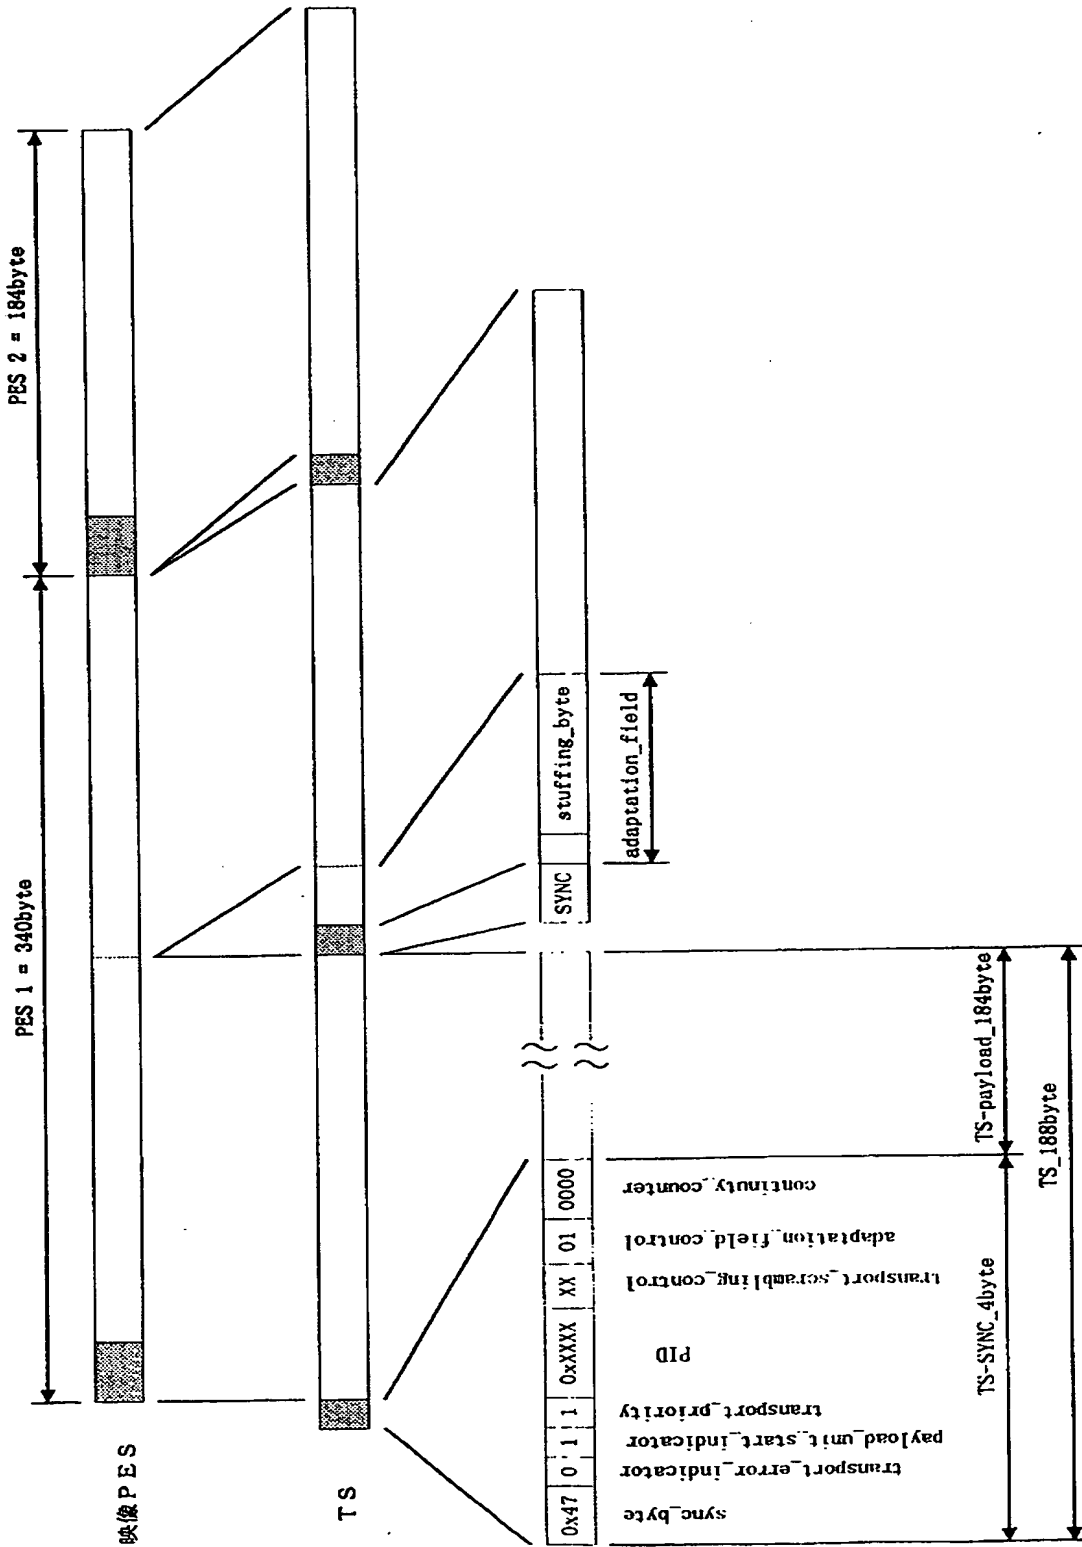 PES 1 = 340byte
PES 2 = 184byte
映像PES
TS
0x47 0 1 1 0xXXXX XX 01 0000
SYNC stuffing_byte
sync_byte
transport_error_indicator
payload_unit_start_indicator
transport_priority
PID
transport_scrambling_control
adaptation_field_control
continuty_counter
adaptation_field
TS-SYNC_4byte
TS-payload_184byte
TS_188byte